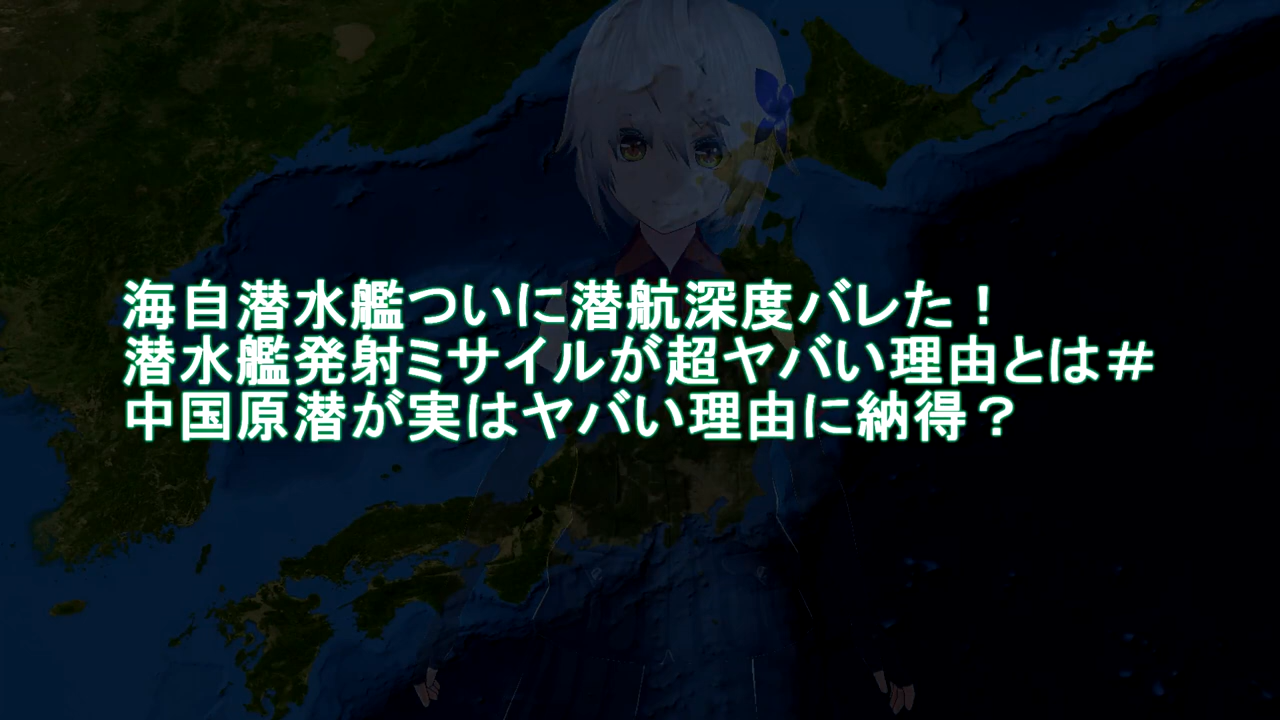 海自潜水艦ついに潜航深度バレた！
潜水艦発射ミサイルが超ヤバい理由とは＃
中国原潜が実はヤバい理由に納得？